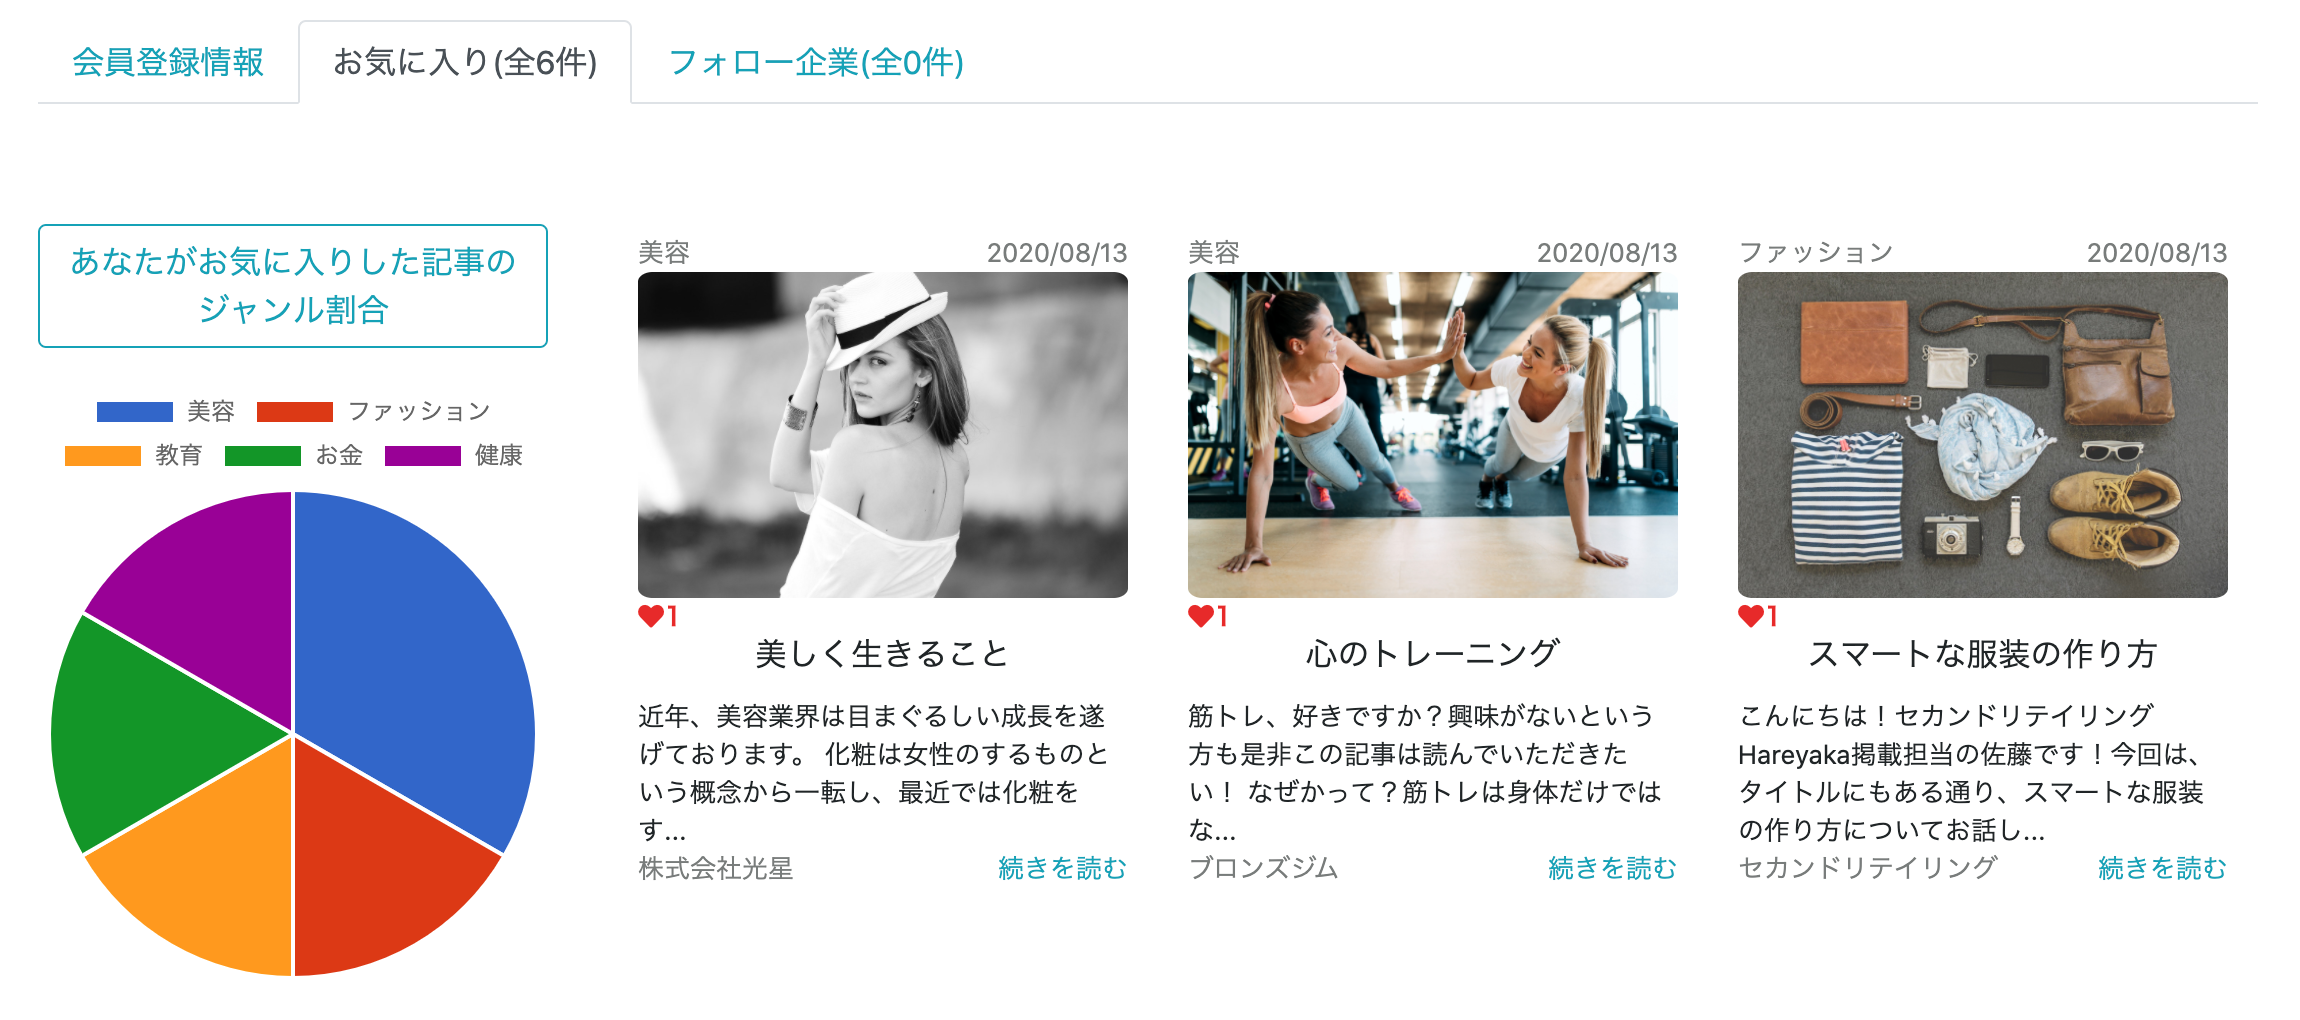 会員登録情報
お気に入り(全6件)
フォロー企業(全0件)
あなたがお気に入りした記事の
ジャンル割合
美容
ファッション
教育
お金
健康
美容
2020/08/13
1
美しく生きること
近年、美容業界は目まぐるしい成長を遂
げております。 化粧は女性のするものと
いう概念から一転し、最近では化粧を
す...
株式会社光星
続きを読む
美容
2020/08/13
1
心のトレーニング
筋トレ、好きですか？興味がないという
方も是非この記事は読んでいただきた
い！ なぜかって？筋トレは身体だけでは
な...
ブロンズジム
続きを読む
ファッション
2020/08/13
1
スマートな服装の作り方
こんにちは！セカンドリテイリング
Hareyaka掲載担当の佐藤です！今回は、
タイトルにもある通り、スマートな服装
の作り方についてお話し...
セカンドリテイリング
続きを読む